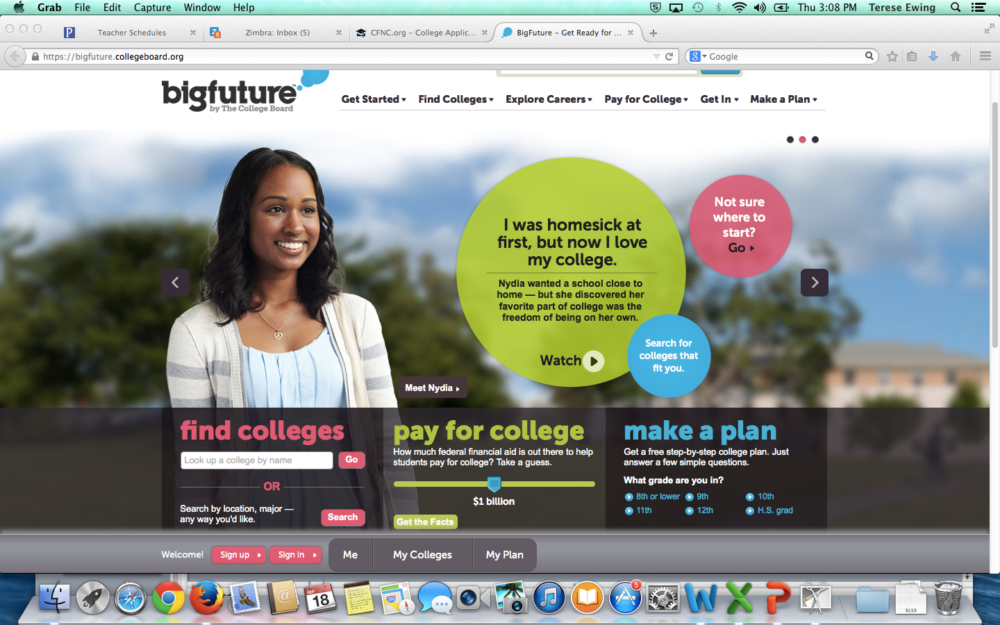 Grab File Edit Capture Window Help
Thu 3:08 PM Terese Ewing
Teacher Schedules
Zimbra: Inbox (5)
CFNC.org – College Applic...
BigFuture – Get Ready for ...
https://bigfuture.collegeboard.org
Google
bigfuture™
by The College Board
Get Started
Find Colleges
Explore Careers
Pay for College
Get In
Make a Plan
I was homesick at
first, but now I love
my college.
Nydia wanted a school close to
home — but she discovered her
favorite part of college was the
freedom of being on her own.
Watch
Not sure
where to
start?
Go
Search for
colleges that
fit you.
Meet Nydia
find colleges
Look up a college by name
Go
OR
Search by location, major —
any way you'd like.
Search
pay for college
How much federal financial aid is out there to help
students pay for college? Take a guess.
$1 billion
Get the Facts
make a plan
Get a free step-by-step college plan. Just
answer a few simple questions.
What grade are you in?
8th or lower 9th 10th
11th 12th H.S. grad
Welcome!
Sign up
Sign in
Me
My Colleges
My Plan
SEP
18
5
XLSX